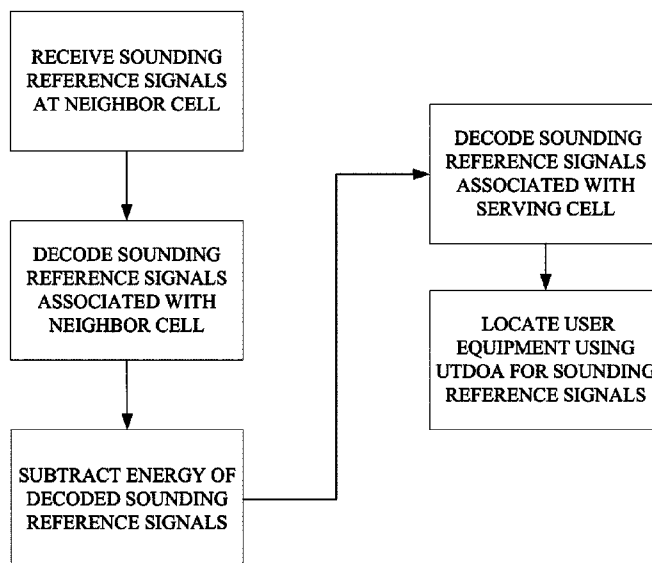 RECEIVE SOUNDING
REFERENCE SIGNALS
AT NEIGHBOR CELL
DECODE SOUNDING
REFERENCE SIGNALS
ASSOCIATED WITH
NEIGHBOR CELL
SUBTRACT ENERGY OF
DECODED SOUNDING
REFERENCE SIGNALS
DECODE SOUNDING
REFERENCE SIGNALS
ASSOCIATED WITH
SERVING CELL
LOCATE USER
EQUIPMENT USING
UTDOA FOR SOUNDING
REFERENCE SIGNALS